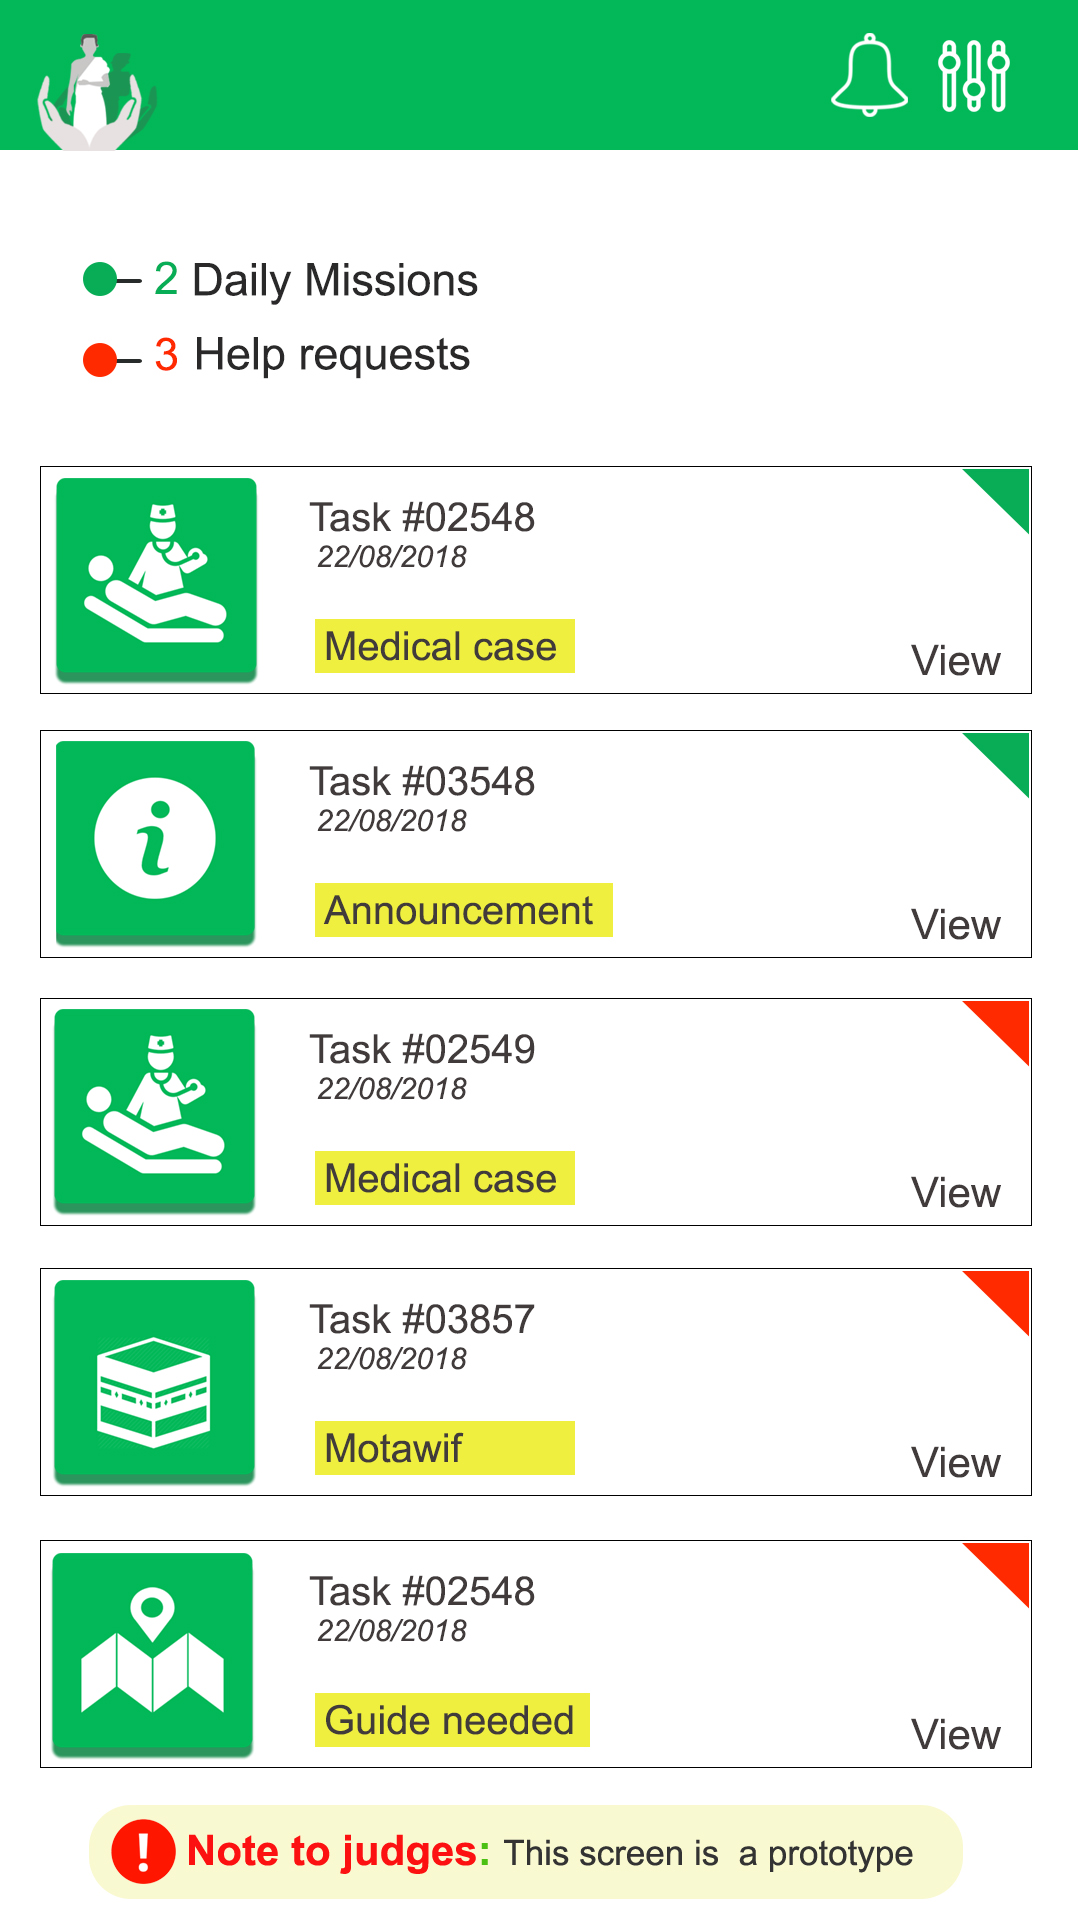 2 Daily Missions
3 Help requests
Task #02548
22/08/2018
Medical case
View
Task #03548
22/08/2018
Announcement
View
Task #02549
22/08/2018
Medical case
View
Task #03857
22/08/2018
Motawif
View
Task #02548
22/08/2018
Guide needed
View
! Note to judges: This screen is a prototype